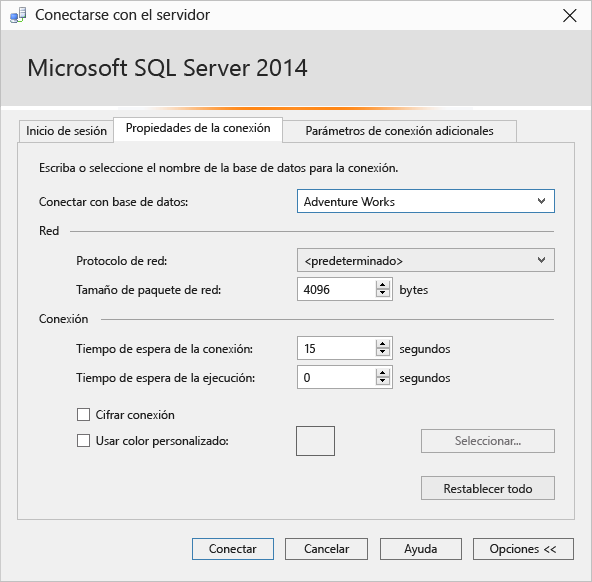 Conectarse con el servidor
Microsoft SQL Server 2014
Inicio de sesión
Propiedades de la conexión
Parámetros de conexión adicionales
Escriba o seleccione el nombre de la base de datos para la conexión.
Conectar con base de datos: Adventure Works
Red
Protocolo de red: <predeterminado>
Tamaño de paquete de red: 4096 bytes
Conexión
Tiempo de espera de la conexión: 15 segundos
Tiempo de espera de la ejecución: 0 segundos
Cifrar conexión
Usar color personalizado: Seleccionar...
Restablecer todo
Conectar Cancelar Ayuda Opciones <<